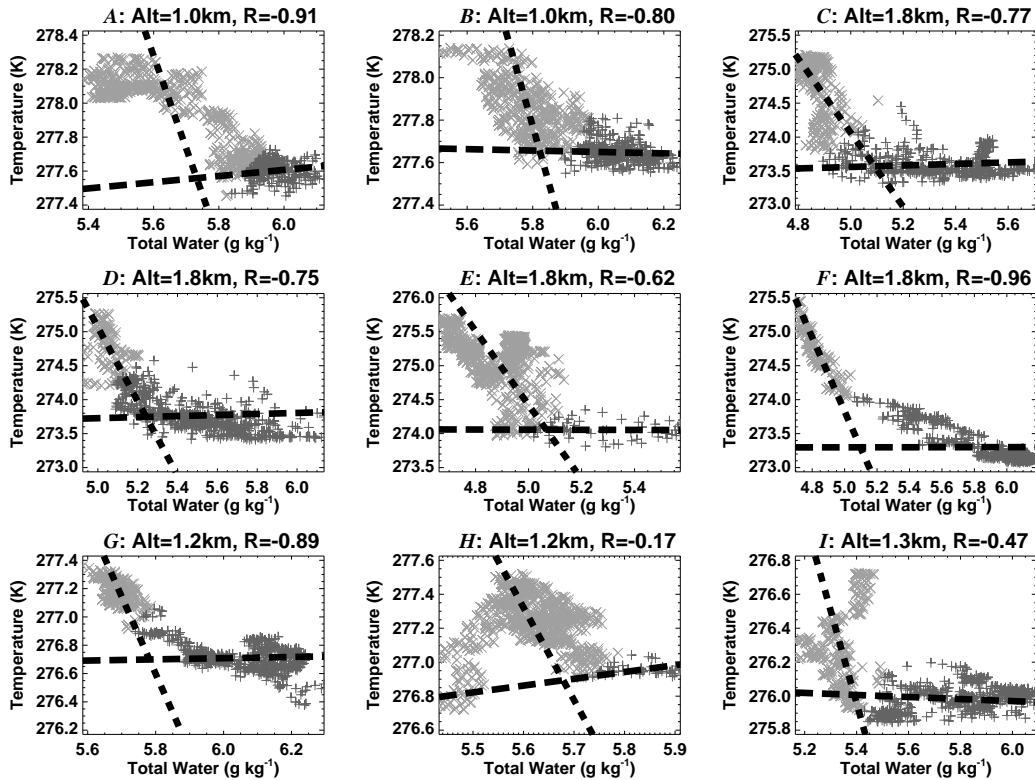 A: Alt=1.0km, R=-0.91
Temperature (K)
278.4
278.2
278.0
277.8
277.6
277.4
5.4 5.6 5.8 6.0
Total Water (g kg⁻¹)
B: Alt=1.0km, R=-0.80
Temperature (K)
278.4
278.2
278.0
277.8
277.6
277.4
5.6 5.8 6.0 6.2
Total Water (g kg⁻¹)
C: Alt=1.8km, R=-0.77
Temperature (K)
275.5
275.0
274.5
274.0
273.5
273.0
4.8 5.0 5.2 5.4 5.6
Total Water (g kg⁻¹)
D: Alt=1.8km, R=-0.75
Temperature (K)
275.5
275.0
274.5
274.0
273.5
273.0
5.0 5.2 5.4 5.6 5.8 6.0
Total Water (g kg⁻¹)
E: Alt=1.8km, R=-0.62
Temperature (K)
276.0
275.5
275.0
274.5
274.0
273.5
4.8 5.0 5.2 5.4
Total Water (g kg⁻¹)
F: Alt=1.8km, R=-0.96
Temperature (K)
275.5
275.0
274.5
274.0
273.5
273.0
4.8 5.0 5.2 5.4 5.6 5.8 6.0
Total Water (g kg⁻¹)
G: Alt=1.2km, R=-0.89
Temperature (K)
277.4
277.2
277.0
276.8
276.6
276.4
276.2
5.6 5.8 6.0 6.2
Total Water (g kg⁻¹)
H: Alt=1.2km, R=-0.17
Temperature (K)
277.6
277.4
277.2
277.0
276.8
276.6
5.5 5.6 5.7 5.8 5.9
Total Water (g kg⁻¹)
I: Alt=1.3km, R=-0.47
Temperature (K)
276.8
276.6
276.4
276.2
276.0
275.8
5.2 5.4 5.6 5.8 6.0
Total Water (g kg⁻¹)